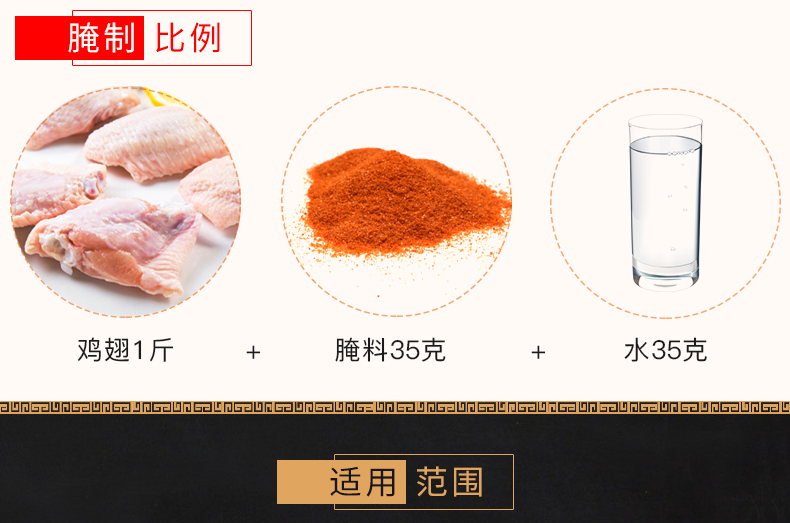 腌制 比例
鸡翅1斤 + 腌料35克 + 水35克
适用 范围